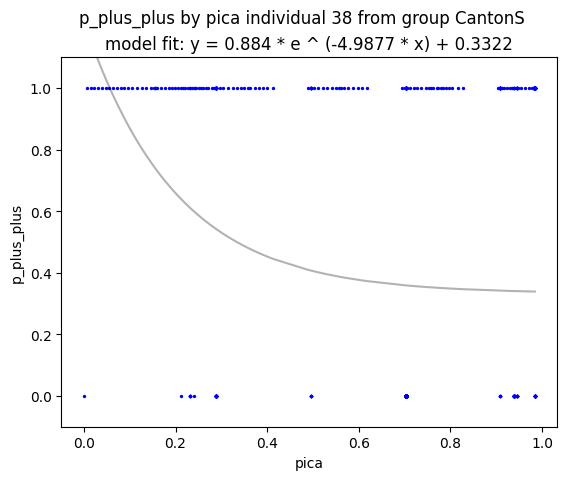 p_plus_plus by pica individual 38 from group CantonS
model fit: y = 0.884 * e ^ (-4.9877 * x) + 0.3322
1.0
0.8
0.6
0.4
0.2
0.0
p_plus_plus
0.0 0.2 0.4 0.6 0.8 1.0
pica